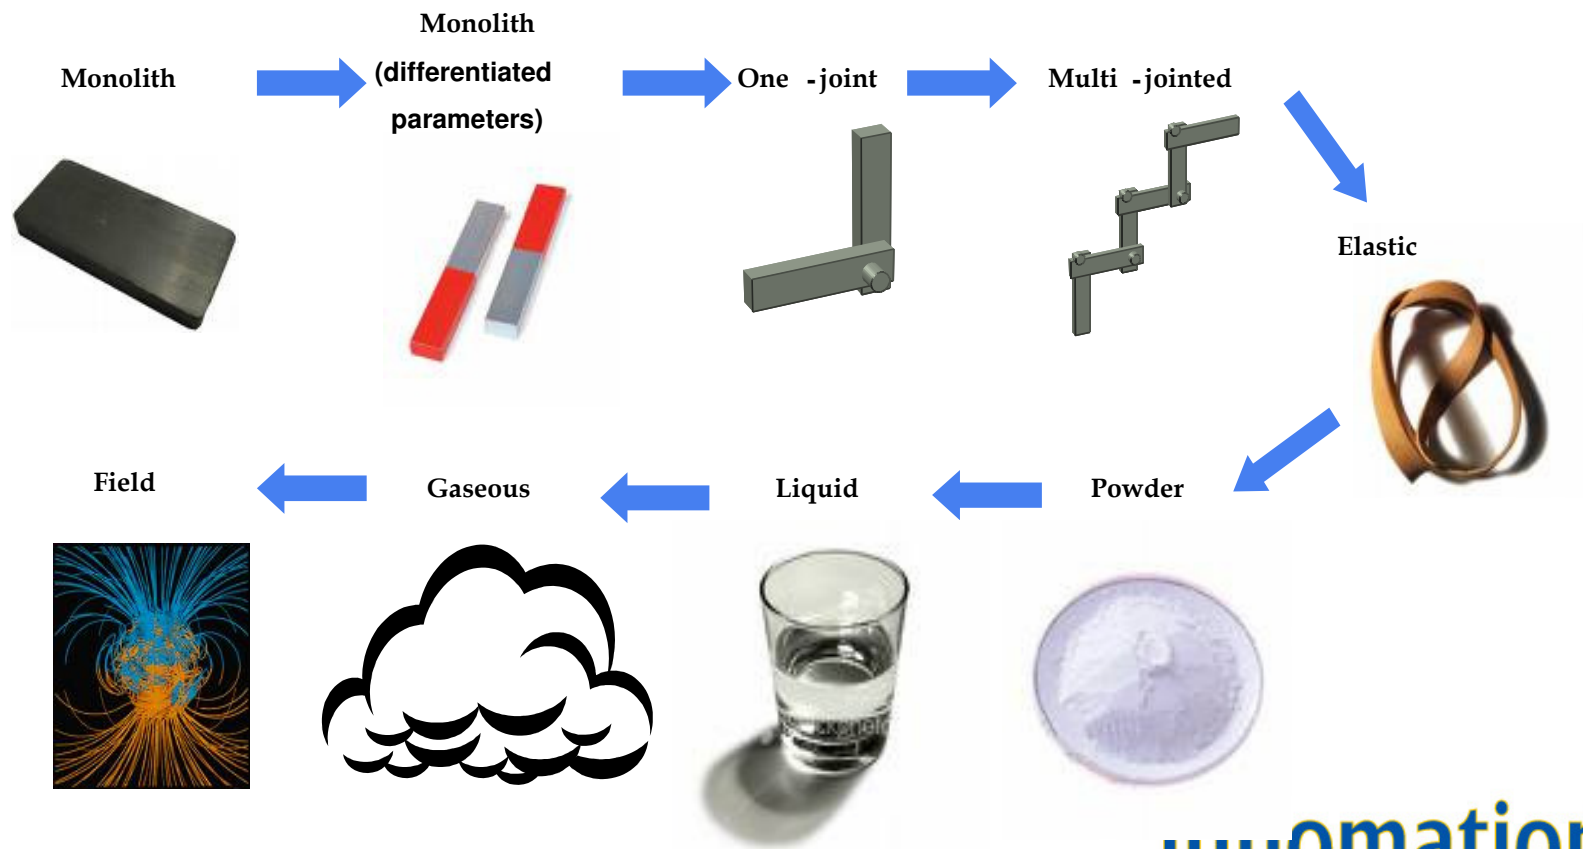 Monolith
Monolith
(differentiated
parameters)
One -joint
Multi -jointed
Elastic
Field
Gaseous
Liquid
Powder